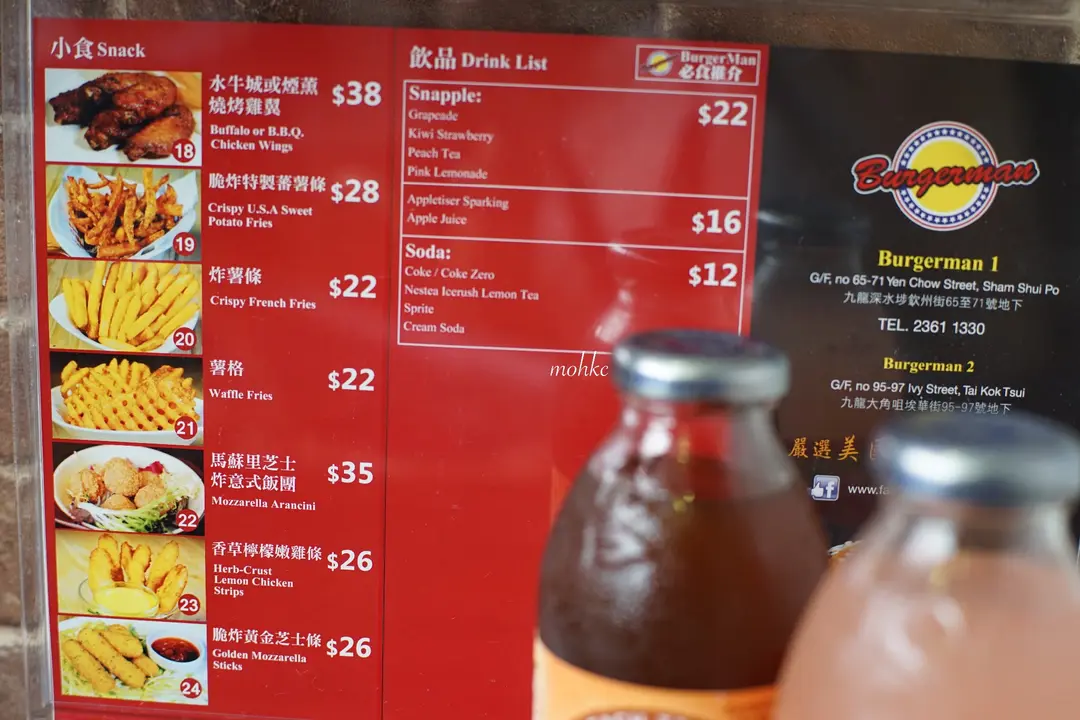 小食 Snack
水牛城或煙薰
燒烤雞翼
$38
Buffalo or B.B.Q.
Chicken Wings
18
脆炸特製蕃薯條
$28
Crispy U.S.A Sweet
Potato Fries
19
炸薯條
$22
Crispy French Fries
20
薯格
$22
Waffle Fries
21
馬蘇里芝士
炸意式飯團
$35
Mozzarella Arancini
22
香草檸檬嫩雞條
$26
Herb-Crust
Lemon Chicken
Strips
23
脆炸黃金芝士條
$26
Golden Mozzarella
Sticks
24
飲品 Drink List
BurgerMan
必食推介
Snapple:
$22
Grapeade
Kiwi Strawberry
Peach Tea
Pink Lemonade
Appletiser Sparking
Apple Juice
$16
Soda:
$12
Coke / Coke Zero
Nestea Icerush Lemon Tea
Sprite
Cream Soda
mohkc
Burgerman
Burgerman 1
G/F, no 65-71 Yen Chow Street, Sham Shui Po
九龍深水埗欽州街65至71號地下
TEL. 2361 1330
Burgerman 2
G/F, no 95-97 Ivy Street, Tai Kok Tsui
九龍大角咀埃華街95-97號地下
嚴選美
f www.fa